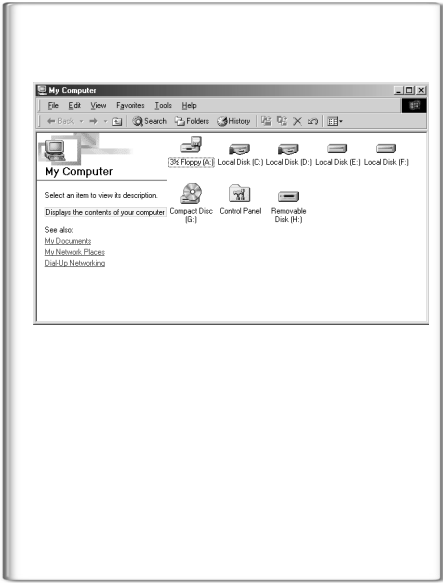 My Computer
File Edit View Favorites Tools Help
Back Search Folders History
My Computer
Select an item to view its description.
Displays the contents of your computer
See also:
My Documents
My Network Places
Dial-Up Networking
3½ Floppy (A:) Local Disk (C:) Local Disk (D:) Local Disk (E:) Local Disk (F:)
Compact Disc Control Panel Removable
(G:) Disk (H:)